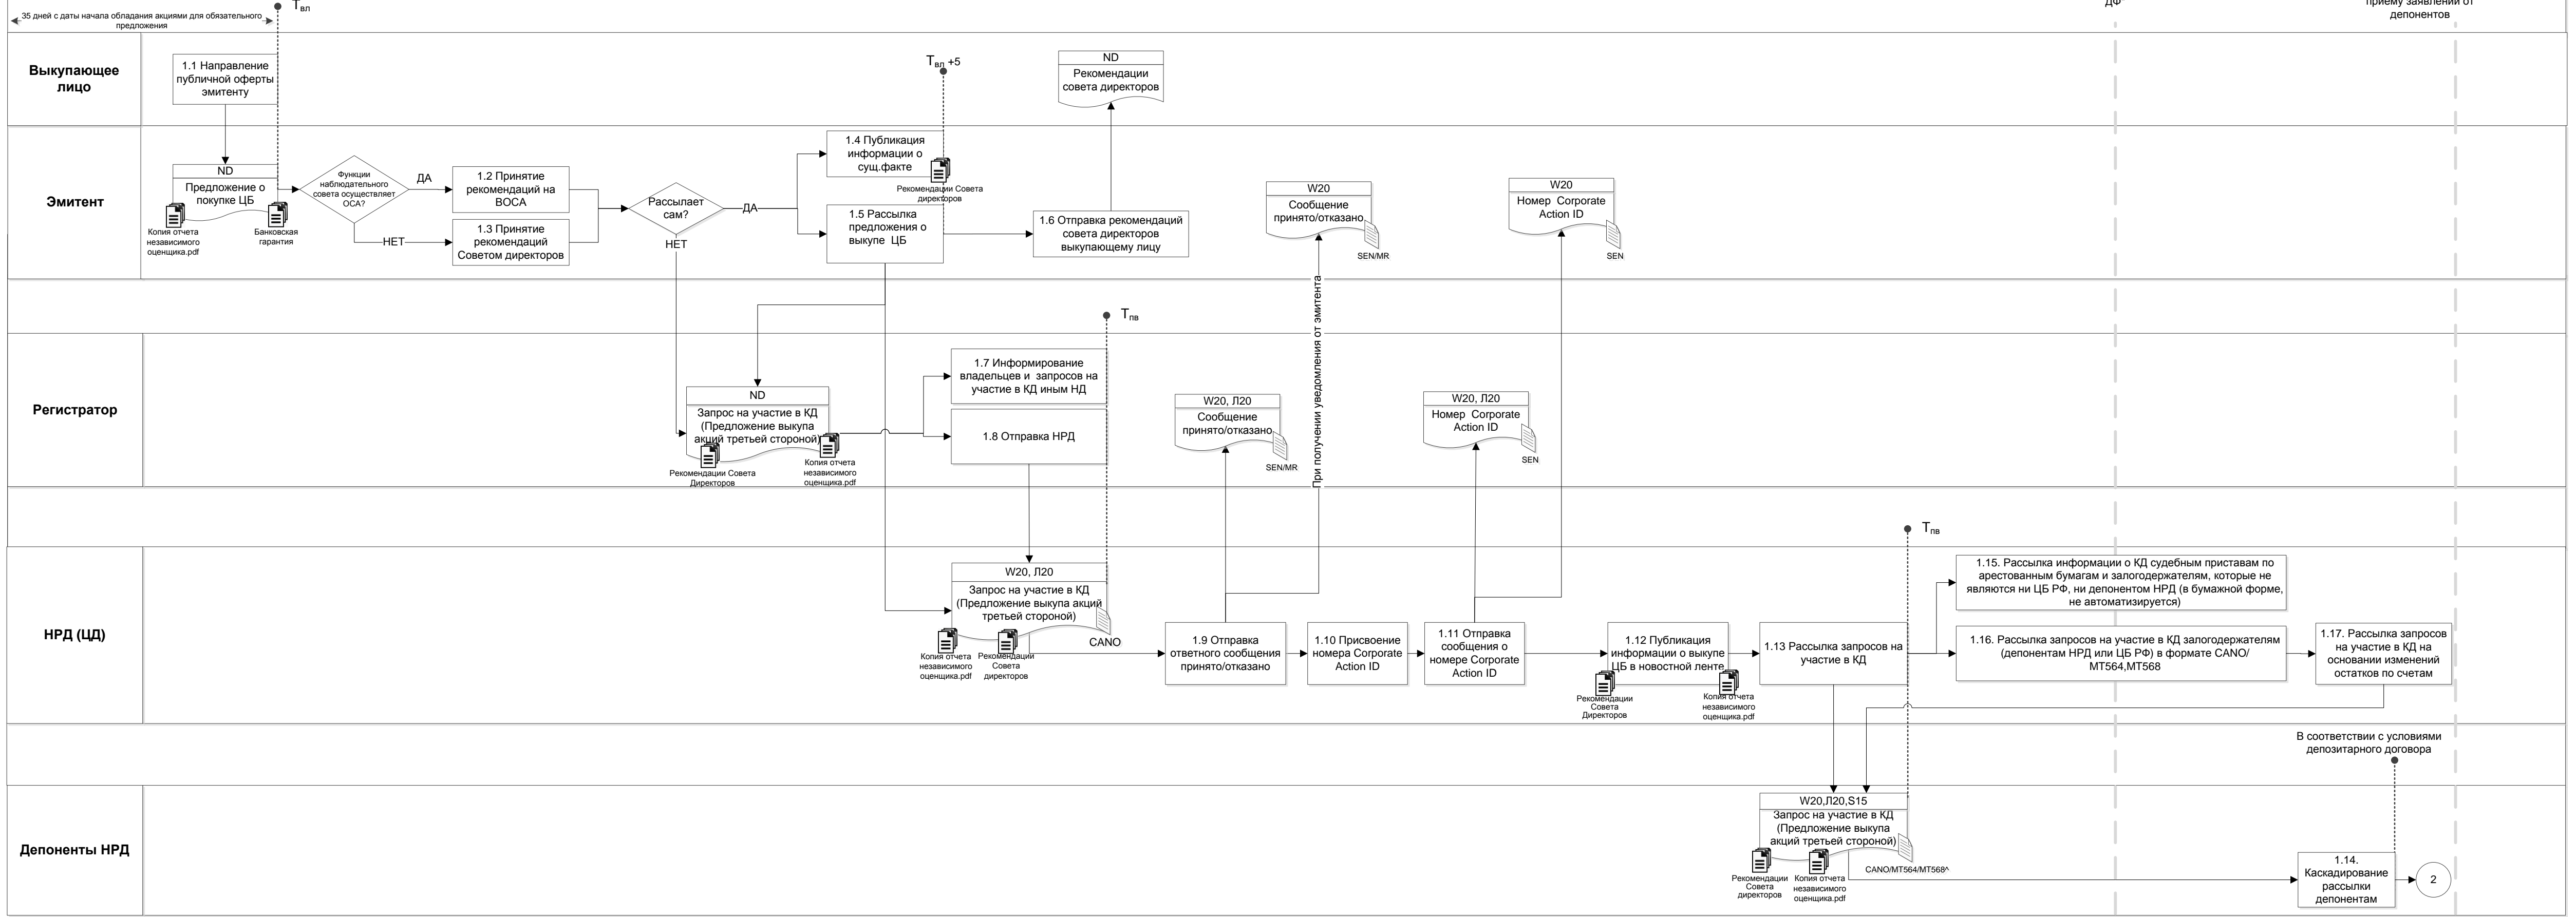 35 дней с даты начала обладания акциями для обязательного
предложения
Tвл
ДФ
приему заявлений от
депонентов
Выкупающее
лицо
1.1 Направление
публичной оферты
эмитенту
Tвл +5
ND
Рекомендации
совета директоров
Эмитент
ND
Предложение о
покупке ЦБ
Копия отчета
независимого
оценщика.pdf
Банковская
гарантия
Функции
наблюдательного
совета осуществляет
ОСА?
ДА
НЕТ
1.2 Принятие
рекомендаций на
ВОСА
1.3 Принятие
рекомендаций
Советом директоров
Рассылает
сам?
ДА
НЕТ
1.4 Публикация
информации о
сущ.факте
Рекомендации Совета
директоров
1.5 Рассылка
предложения о
выкупе ЦБ
1.6 Отправка рекомендаций
совета директоров
выкупающему лицу
W20
Сообщение
принято/отказано
SEN/MR
W20
Номер Corporate
Action ID
SEN
При получении уведомления от эмитента
Tпв
Регистратор
ND
Запрос на участие в КД
(Предложение выкупа
акций третьей стороной)
Рекомендации Совета
Директоров
Копия отчета
независимого
оценщика.pdf
1.7 Информирование
владельцев и запросов на
участие в КД иным НД
1.8 Отправка НРД
W20, Л20
Сообщение
принято/отказано
SEN/MR
W20, Л20
Номер Corporate
Action ID
SEN
Tпв
НРД (ЦД)
W20, Л20
Запрос на участие в КД
(Предложение выкупа акций
третьей стороной)
CANO
Копия отчета
независимого
оценщика.pdf
Рекомендации
Совета
директоров
1.9 Отправка
ответного сообщения
принято/отказано
1.10 Присвоение
номера Corporate
Action ID
1.11 Отправка
сообщения о
номере Corporate
Action ID
1.12 Публикация
информации о выкупе
ЦБ в новостной ленте
Рекомендации
Совета
Директоров
Копия отчета
независимого
оценщика.pdf
1.13 Рассылка запросов на
участие в КД
1.15. Рассылка информации о КД судебным приставам по
арестованным бумагам и залогодержателям, которые не
являются ни ЦБ РФ, ни депонентом НРД (в бумажной форме,
не автоматизируется)
1.16. Рассылка запросов на участие в КД залогодержателям
(депонентам НРД или ЦБ РФ) в формате CANO/
MT564,MT568
1.17. Рассылка запросов
на участие в КД на
основании изменений
остатков по счетам
В соответствии с условиями
депозитарного договора
Депоненты НРД
W20,Л20,S15
Запрос на участие в КД
(Предложение выкупа
акций третьей стороной)
CANO/MT564/MT568^
Рекомендации
Совета
директоров
Копия отчета
независимого
оценщика.pdf
1.14.
Каскадирование
рассылки
депонентам
2